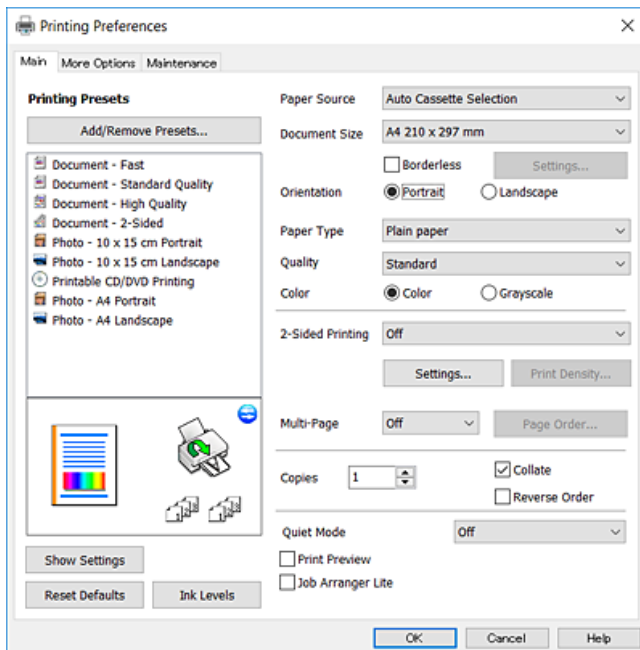 Printing Preferences
Main More Options Maintenance
Printing Presets
Add/Remove Presets...
Document - Fast
Document - Standard Quality
Document - High Quality
Document - 2-Sided
Photo - 10 x 15 cm Portrait
Photo - 10 x 15 cm Landscape
Printable CD/DVD Printing
Photo - A4 Portrait
Photo - A4 Landscape
Show Settings
Reset Defaults Ink Levels
Paper Source Auto Cassette Selection
Document Size A4 210 x 297 mm
Borderless Settings...
Orientation Portrait Landscape
Paper Type Plain paper
Quality Standard
Color Color Grayscale
2-Sided Printing Off
Settings... Print Density...
Multi-Page Off Page Order...
Copies 1 Collate
Reverse Order
Quiet Mode Off
Print Preview
Job Arranger Lite
OK Cancel Help